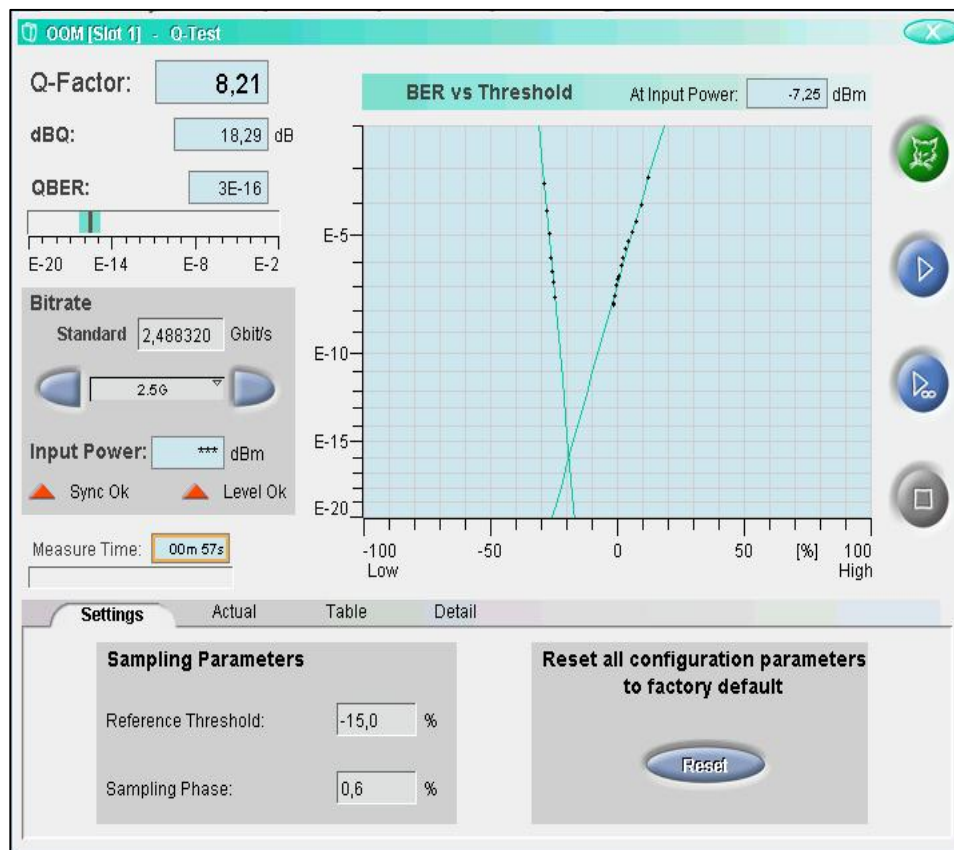 OQM [Slot 1] - Q-Test
X
Q-Factor: 8,21
dBQ: 18,29 dB
QBER: 3E-16
E-20 E-14 E-8 E-2
Bitrate
Standard 2,488320 Gbit/s
2.5G
Input Power: *** dBm
Sync Ok Level Ok
Measure Time: 00m 57s
BER vs Threshold At Input Power: -7,25 dBm
E-5
E-10
E-15
E-20
-100 -50 0 50 [%] 100
Low High
Settings Actual Table Detail
Sampling Parameters
Reference Threshold: -15,0 %
Sampling Phase: 0,6 %
Reset all configuration parameters
to factory default
Reset